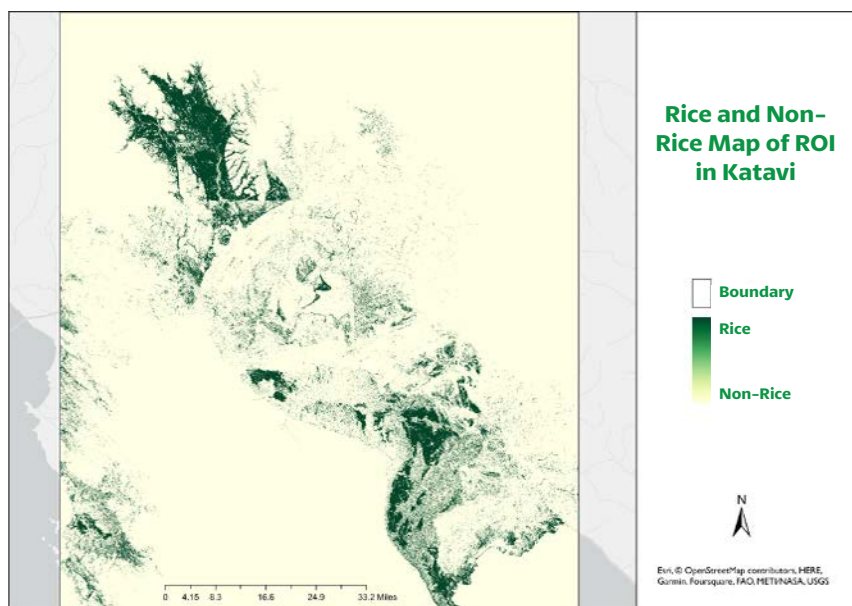 Rice and Non-
Rice Map of ROI
in Katavi
Boundary
Rice
Non-Rice
N
Esri, © OpenStreetMap contributors, HERE,
Garmin, Foursquare, FAO, METI/NASA, USGS
0 4.15 8.3 16.6 24.9 33.2 Miles